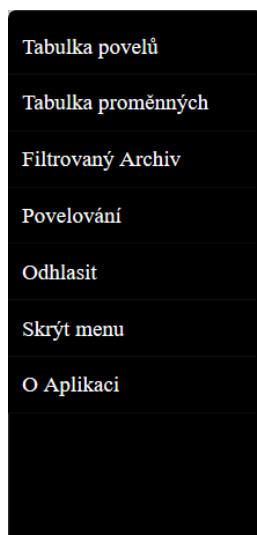 Tabulka povelů
Tabulka proměnných
Filtrovaný Archiv
Povelování
Odhlasit
Skrýt menu
O Aplikaci